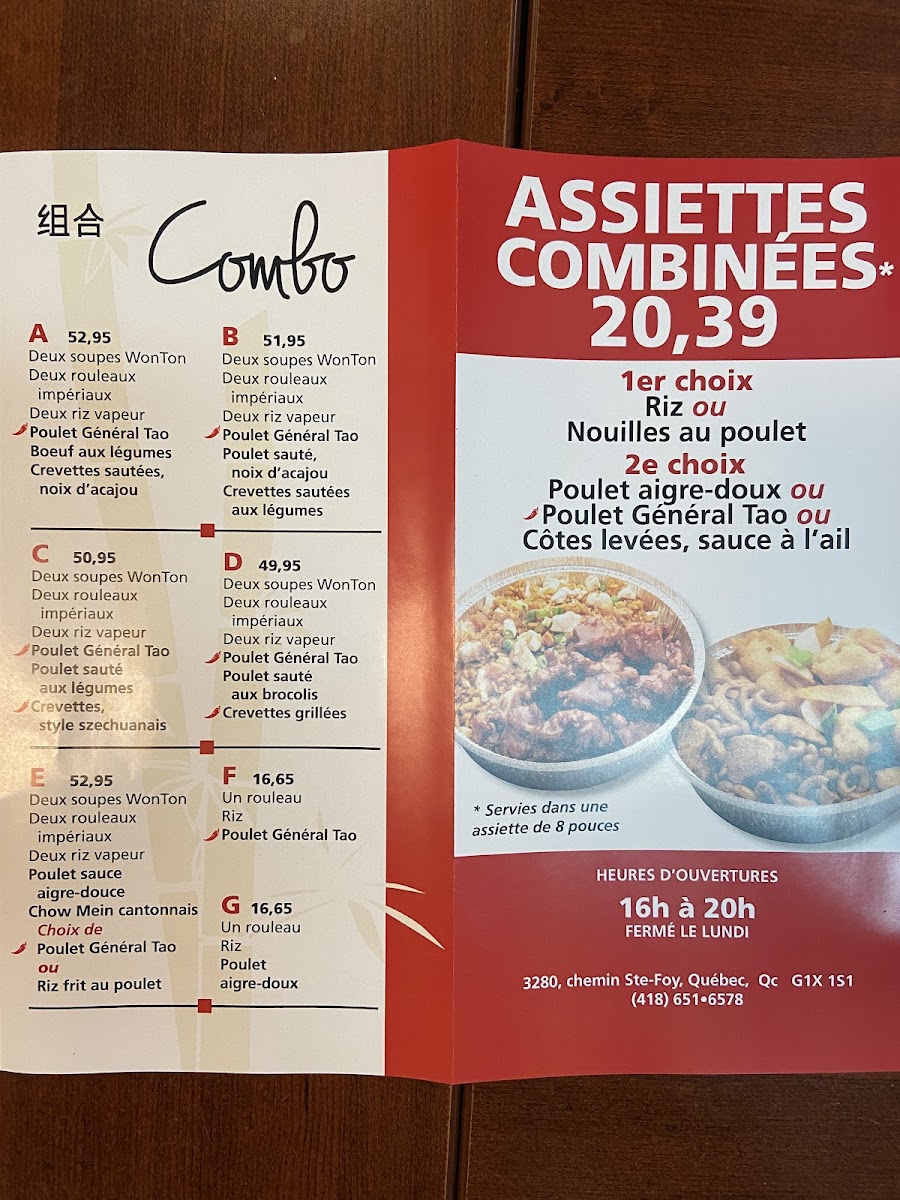 组合
Combo
A 52,95
Deux soupes WonTon
Deux rouleaux
impériaux
Deux riz vapeur
Poulet Général Tao
Boeuf aux légumes
Crevettes sautées,
noix d'acajou
B 51,95
Deux soupes WonTon
Deux rouleaux
impériaux
Deux riz vapeur
Poulet Général Tao
Poulet sauté,
noix d'acajou
Crevettes sautées
aux légumes
C 50,95
Deux soupes WonTon
Deux rouleaux
impériaux
Deux riz vapeur
Poulet Général Tao
Poulet sauté
aux légumes
Crevettes,
style szechuanais
D 49,95
Deux soupes WonTon
Deux rouleaux
impériaux
Deux riz vapeur
Poulet Général Tao
Poulet sauté
aux brocolis
Crevettes grillées
E 52,95
Deux soupes WonTon
Deux rouleaux
impériaux
Deux riz vapeur
Poulet sauce
aigre-douce
Chow Mein cantonnais
Choix de
Poulet Général Tao
ou
Riz frit au poulet
F 16,65
Un rouleau
Riz
Poulet Général Tao
G 16,65
Un rouleau
Riz
Poulet
aigre-doux
ASSIETTES
COMBINÉES*
20,39
1er choix
Riz ou
Nouilles au poulet
2e choix
Poulet aigre-doux ou
Poulet Général Tao ou
Côtes levées, sauce à l'ail
* Servies dans une
assiette de 8 pouces
HEURES D'OUVERTURES
16h à 20h
FERMÉ LE LUNDI
3280, chemin Ste-Foy, Québec, Qc G1X 1S1
(418) 651•6578